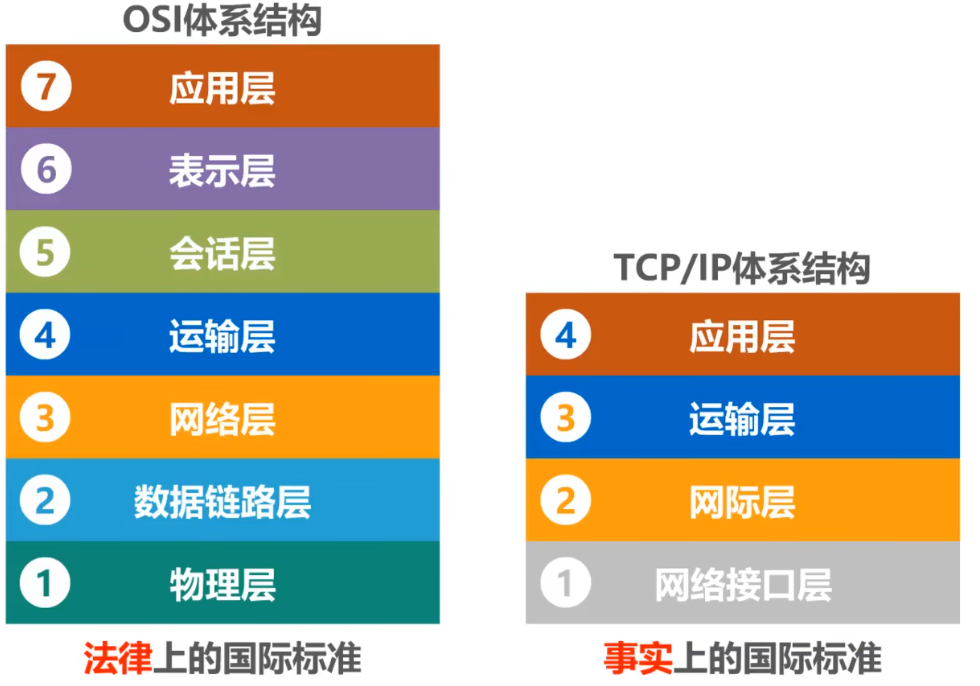 OSI体系结构
7 应用层
6 表示层
5 会话层
4 运输层
3 网络层
2 数据链路层
1 物理层
法律上的国际标准
TCP/IP体系结构
4 应用层
3 运输层
2 网际层
1 网络接口层
事实上的国际标准